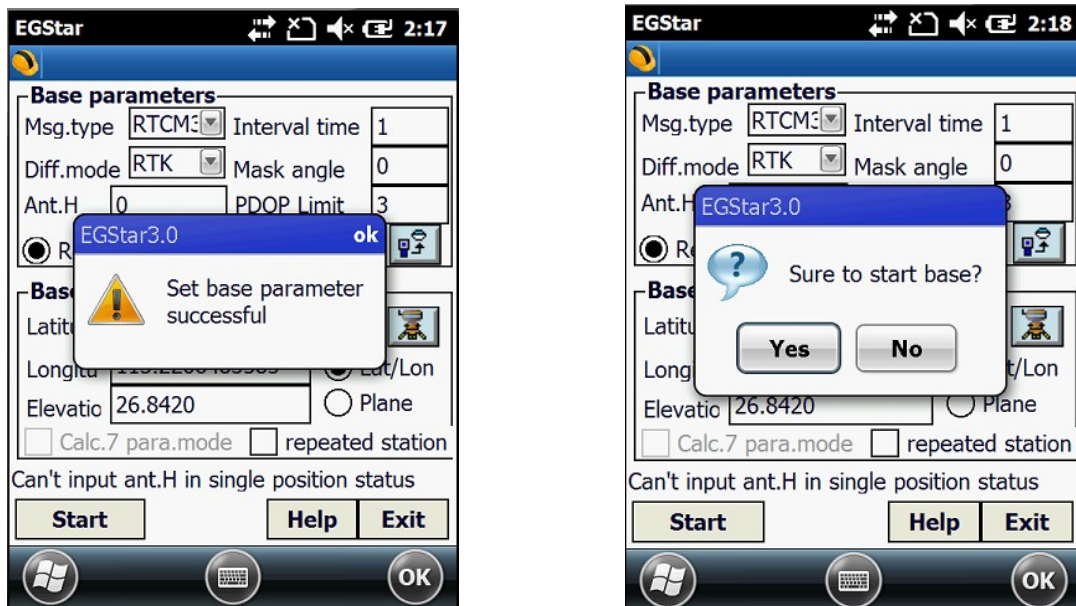 EGStar 2:17
Base parameters
Msg.type RTCM3 Interval time 1
Diff.mode RTK Mask angle 0
Ant.H 0 PDOP Limit 3
EGStar3.0 ok
Set base parameter
successful
Elevatio 26.8420 Plane
Calc.7 para.mode repeated station
Can't input ant.H in single position status
Start Help Exit
OK
EGStar 2:18
Base parameters
Msg.type RTCM3 Interval time 1
Diff.mode RTK Mask angle 0
Ant.H
EGStar3.0
Sure to start base?
Yes No
Elevatio 26.8420 Plane
Calc.7 para.mode repeated station
Can't input ant.H in single position status
Start Help Exit
OK